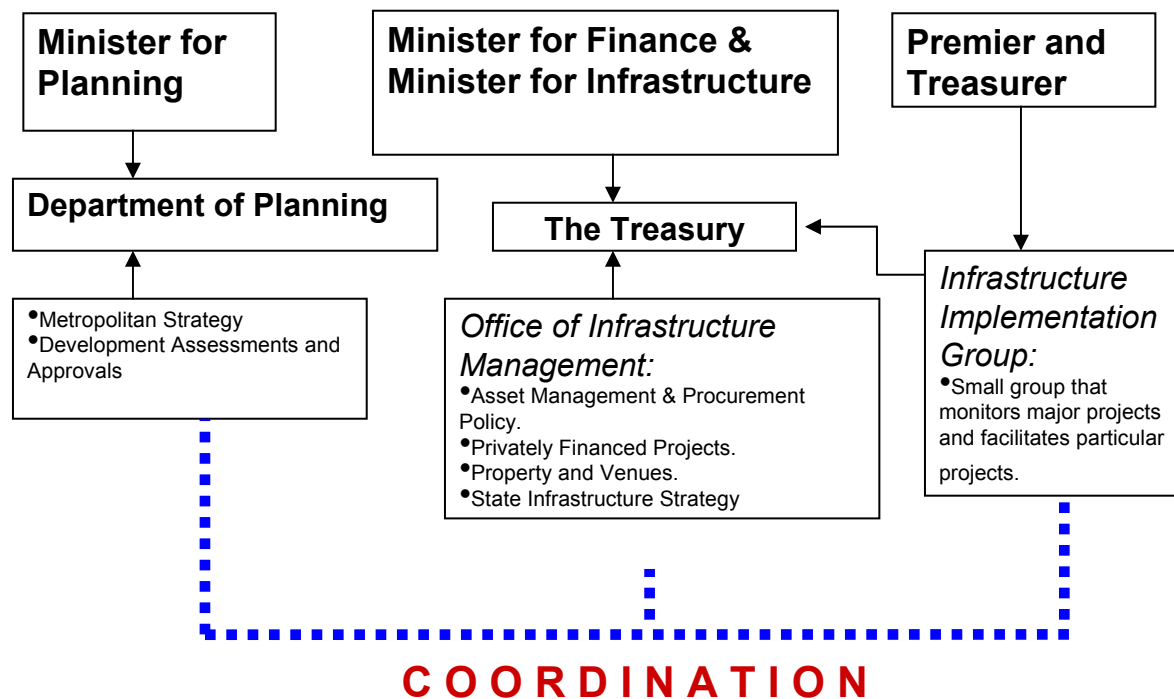 Minister for
Planning
Minister for Finance &
Minister for Infrastructure
Premier and
Treasurer
Department of Planning
The Treasury
•Metropolitan Strategy
•Development Assessments and
Approvals
Office of Infrastructure
Management:
•Asset Management & Procurement
Policy.
•Privately Financed Projects.
•Property and Venues.
•State Infrastructure Strategy
Infrastructure
Implementation
Group:
•Small group that
monitors major projects
and facilitates particular
projects.
COORDINATION